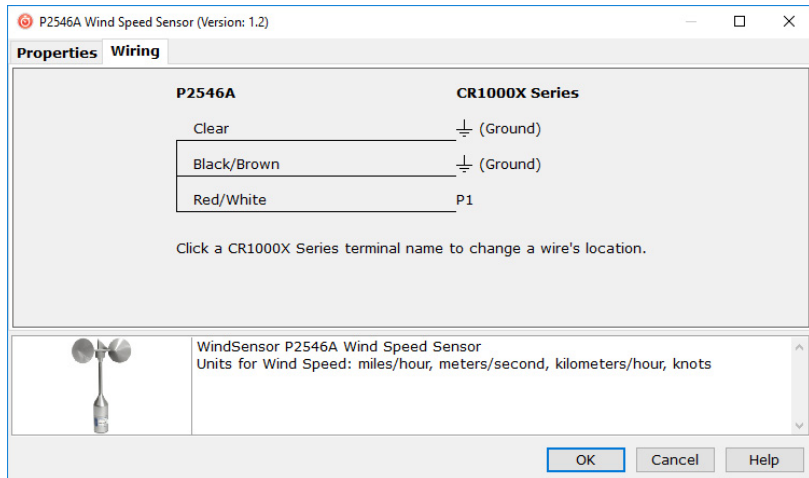 P2546A Wind Speed Sensor (Version: 1.2)
Properties Wiring
P2546A CR1000X Series
Clear (Ground)
Black/Brown (Ground)
Red/White P1
Click a CR1000X Series terminal name to change a wire's location.
WindSensor P2546A Wind Speed Sensor
Units for Wind Speed: miles/hour, meters/second, kilometers/hour, knots
OK Cancel Help